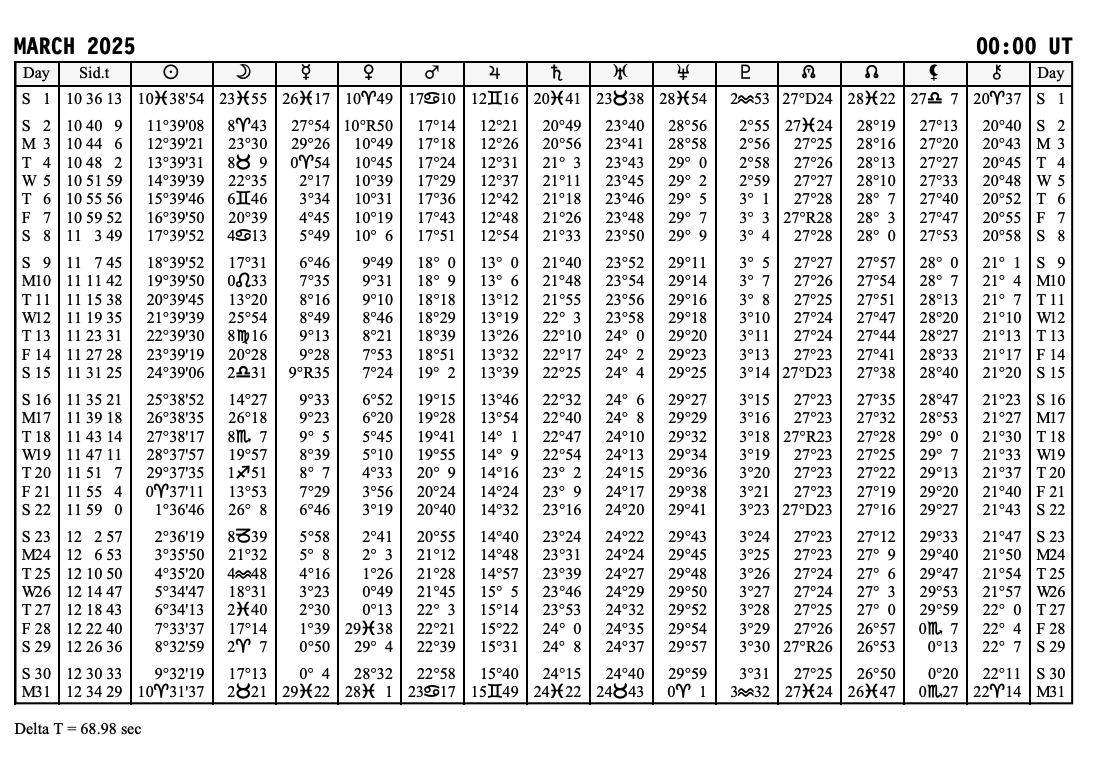 MARCH 2025 00:00 UT
Day Sid.t ☉ ☽ ☿ ♀ ♂ ♃ ♄ ♅ ♆ ♇ ☊ ☊ ⚸ ⚷ Day
S 1 10 36 13 10♓38'54 23♓55 26♓17 10♈49 17♋10 12♊16 20♓41 23♉38 28♓54 2♒53 27°D24 28♓22 27♎ 7 20♈37 S 1
S 2 10 40 9 11°39'08 8♈43 27°54 10°R50 17°14 12°21 20°49 23°40 28°56 2°55 27♓24 28°19 27°13 20°40 S 2
M 3 10 44 6 12°39'21 23°30 29°26 10°49 17°18 12°26 20°56 23°41 28°58 2°56 27°25 28°16 27°20 20°43 M 3
T 4 10 48 2 13°39'31 8♉ 9 0♈54 10°45 17°24 12°31 21° 3 23°43 29° 0 2°58 27°26 28°13 27°27 20°45 T 4
W 5 10 51 59 14°39'39 22°35 2°17 10°39 17°29 12°37 21°11 23°45 29° 2 2°59 27°27 28°10 27°33 20°48 W 5
T 6 10 55 56 15°39'46 6♊46 3°34 10°31 17°36 12°42 21°18 23°46 29° 5 3° 1 27°28 28° 7 27°40 20°52 T 6
F 7 10 59 52 16°39'50 20°39 4°45 10°19 17°43 12°48 21°26 23°48 29° 7 3° 3 27°R28 28° 3 27°47 20°55 F 7
S 8 11 3 49 17°39'52 4♋13 5°49 10° 6 17°51 12°54 21°33 23°50 29° 9 3° 4 27°28 28° 0 27°53 20°58 S 8
S 9 11 7 45 18°39'52 17°31 6°46 9°49 18° 0 13° 0 21°40 23°52 29°11 3° 5 27°27 27°57 28° 0 21° 1 S 9
M10 11 11 42 19°39'50 0♌33 7°35 9°31 18° 9 13° 6 21°48 23°54 29°14 3° 7 27°26 27°54 28° 7 21° 4 M10
T 11 11 15 38 20°39'45 13°20 8°16 9°10 18°18 13°12 21°55 23°56 29°16 3° 8 27°25 27°51 28°13 21° 7 T 11
W12 11 19 35 21°39'39 25°54 8°49 8°46 18°29 13°19 22° 3 23°58 29°18 3°10 27°24 27°47 28°20 21°10 W12
T 13 11 23 31 22°39'30 8♍16 9°13 8°21 18°39 13°26 22°10 24° 0 29°20 3°11 27°24 27°44 28°27 21°13 T 13
F 14 11 27 28 23°39'19 20°28 9°28 7°53 18°51 13°32 22°17 24° 2 29°23 3°13 27°23 27°41 28°33 21°17 F 14
S 15 11 31 25 24°39'06 2♎31 9°R35 7°24 19° 2 13°39 22°25 24° 4 29°25 3°14 27°D23 27°38 28°40 21°20 S 15
S 16 11 35 21 25°38'52 14°27 9°33 6°52 19°15 13°46 22°32 24° 6 29°27 3°15 27°23 27°35 28°47 21°23 S 16
M17 11 39 18 26°38'35 26°18 9°23 6°20 19°28 13°54 22°40 24° 8 29°29 3°16 27°23 27°32 28°53 21°27 M17
T 18 11 43 14 27°38'17 8♏ 7 9° 5 5°45 19°41 14° 1 22°47 24°10 29°32 3°18 27°R23 27°28 29° 0 21°30 T 18
W19 11 47 11 28°37'57 19°57 8°39 5°10 19°55 14° 9 22°54 24°13 29°34 3°19 27°23 27°25 29° 7 21°33 W19
T 20 11 51 7 29°37'35 1♐51 8° 7 4°33 20° 9 14°16 23° 2 24°15 29°36 3°20 27°23 27°22 29°13 21°37 T 20
F 21 11 55 4 0♈37'11 13°53 7°29 3°56 20°24 14°24 23° 9 24°17 29°38 3°21 27°23 27°19 29°20 21°40 F 21
S 22 11 59 0 1°36'46 26° 8 6°46 3°19 20°40 14°32 23°16 24°20 29°41 3°23 27°D23 27°16 29°27 21°43 S 22
S 23 12 2 57 2°36'19 8♑39 5°58 2°41 20°55 14°40 23°24 24°22 29°43 3°24 27°23 27°12 29°33 21°47 S 23
M24 12 6 53 3°35'50 21°32 5° 8 2° 3 21°12 14°48 23°31 24°24 29°45 3°25 27°23 27° 9 29°40 21°50 M24
T 25 12 10 50 4°35'20 4♒48 4°16 1°26 21°28 14°57 23°39 24°27 29°48 3°26 27°24 27° 6 29°47 21°54 T 25
W26 12 14 47 5°34'47 18°31 3°23 0°49 21°45 15° 5 23°46 24°29 29°50 3°27 27°24 27° 3 29°53 21°57 W26
T 27 12 18 43 6°34'13 2♓40 2°30 0°13 22° 3 15°14 23°53 24°32 29°52 3°28 27°25 27° 0 29°59 22° 0 T 27
F 28 12 22 40 7°33'37 17°14 1°39 29♓38 22°21 15°22 24° 0 24°35 29°54 3°29 27°26 26°57 0♏ 7 22° 4 F 28
S 29 12 26 36 8°32'59 2♈ 7 0°50 29° 4 22°39 15°31 24° 8 24°37 29°57 3°30 27°R26 26°53 0°13 22° 7 S 29
S 30 12 30 33 9°32'19 17°13 0° 4 28°32 22°58 15°40 24°15 24°40 29°59 3°31 27°25 26°50 0°20 22°11 S 30
M31 12 34 29 10♈31'37 2♉21 29♓22 28♓ 1 23♋17 15♊49 24♓22 24♉43 0♈ 1 3♒32 27♓24 26♓47 0♏27 22♈14 M31
Delta T = 68.98 sec